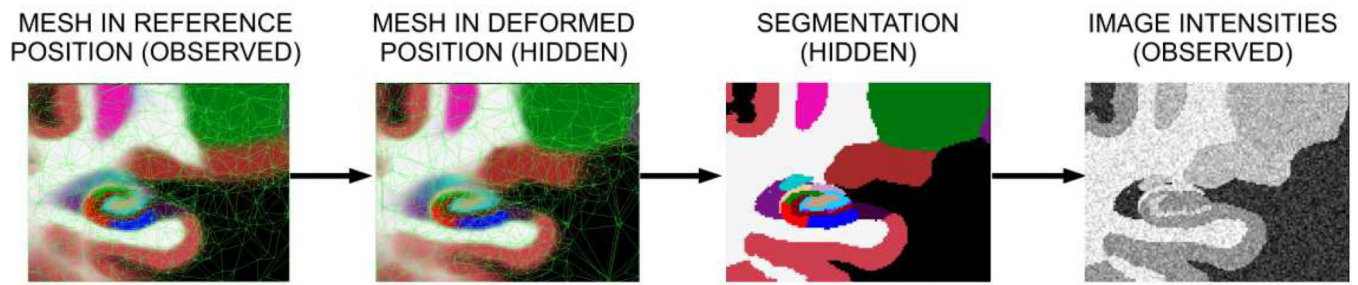 MESH IN REFERENCE
POSITION (OBSERVED)
MESH IN DEFORMED
POSITION (HIDDEN)
SEGMENTATION
(HIDDEN)
IMAGE INTENSITIES
(OBSERVED)